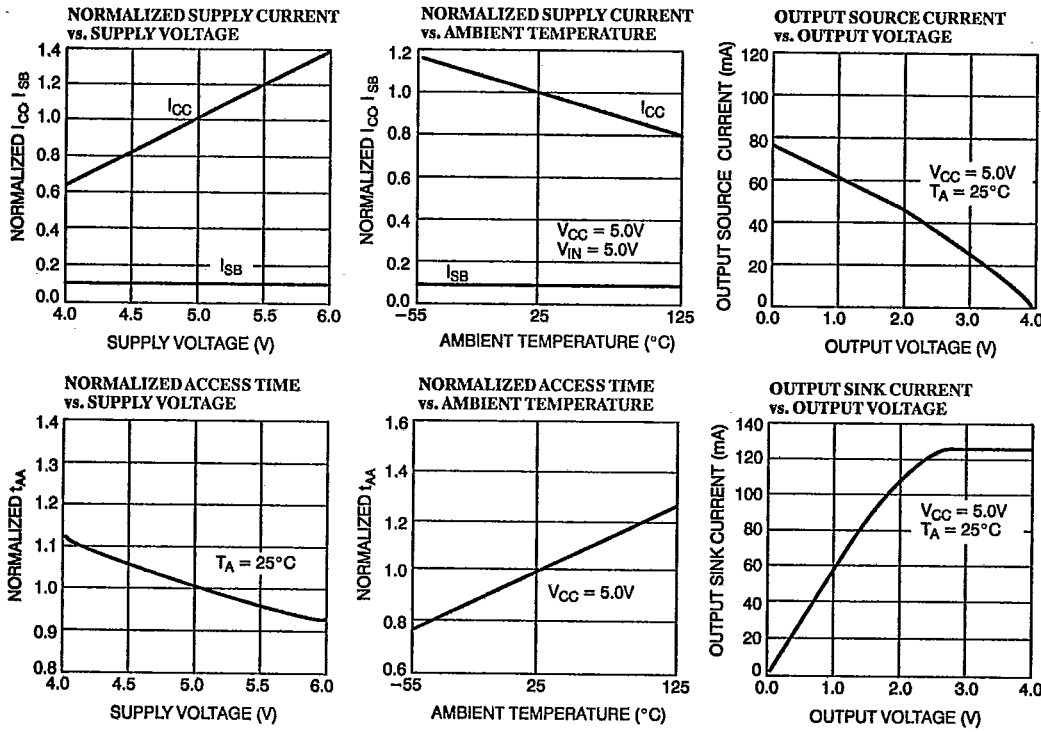 NORMALIZED SUPPLY CURRENT
vs. SUPPLY VOLTAGE
1.4
1.2
1.0
0.8
0.6
0.4
0.2
0.0
NORMALIZED ICC, ISB
ICC
ISB
4.0 4.5 5.0 5.5 6.0
SUPPLY VOLTAGE (V)
NORMALIZED SUPPLY CURRENT
vs. AMBIENT TEMPERATURE
1.2
1.0
0.8
0.6
0.4
0.2
0.0
NORMALIZED ICC, ISB
ICC
VCC = 5.0V
VIN = 5.0V
ISB
−55 25 125
AMBIENT TEMPERATURE (°C)
OUTPUT SOURCE CURRENT
vs. OUTPUT VOLTAGE
120
100
80
60
40
20
0
OUTPUT SOURCE CURRENT (mA)
VCC = 5.0V
TA = 25°C
0.0 1.0 2.0 3.0 4.0
OUTPUT VOLTAGE (V)
NORMALIZED ACCESS TIME
vs. SUPPLY VOLTAGE
1.4
1.3
1.2
1.1
1.0
0.9
0.8
NORMALIZED tAA
TA = 25°C
4.0 4.5 5.0 5.5 6.0
SUPPLY VOLTAGE (V)
NORMALIZED ACCESS TIME
vs. AMBIENT TEMPERATURE
1.6
1.4
1.2
1.0
0.8
0.6
NORMALIZED tAA
VCC = 5.0V
−55 25 125
AMBIENT TEMPERATURE (°C)
OUTPUT SINK CURRENT
vs. OUTPUT VOLTAGE
140
120
100
80
60
40
20
0
OUTPUT SINK CURRENT (mA)
VCC = 5.0V
TA = 25°C
0.0 1.0 2.0 3.0 4.0
OUTPUT VOLTAGE (V)